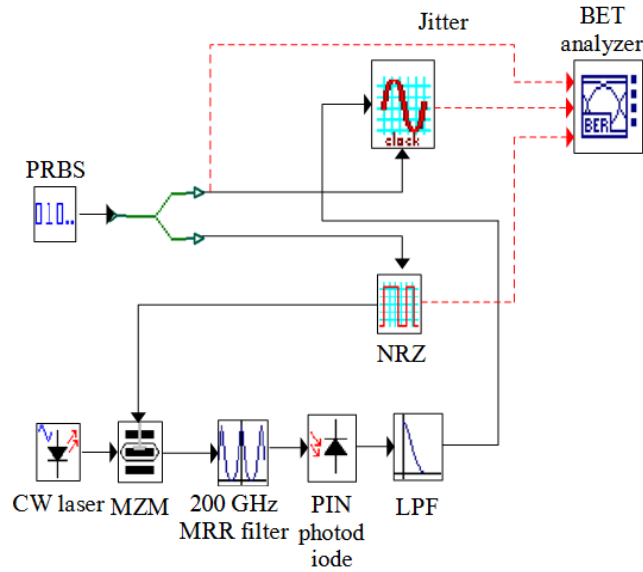 Jitter
BET
analyzer
clock
BER
PRBS
010..
NRZ
CW laser
MZM
200 GHz
MRR filter
PIN
photod
iode
LPF